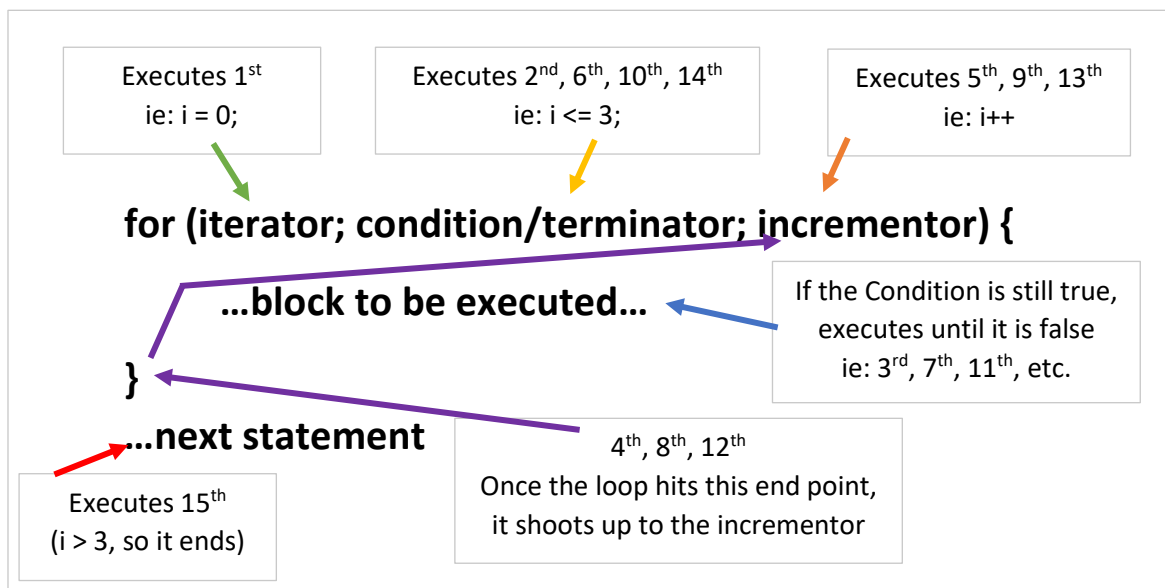 Executes 1st
ie: i = 0;
Executes 2nd, 6th, 10th, 14th
ie: i <= 3;
Executes 5th, 9th, 13th
ie: i++
for (iterator; condition/terminator; incrementor) {
…block to be executed…
If the Condition is still true,
executes until it is false
ie: 3rd, 7th, 11th, etc.
}
…next statement
4th, 8th, 12th
Once the loop hits this end point,
it shoots up to the incrementor
Executes 15th
(i > 3, so it ends)